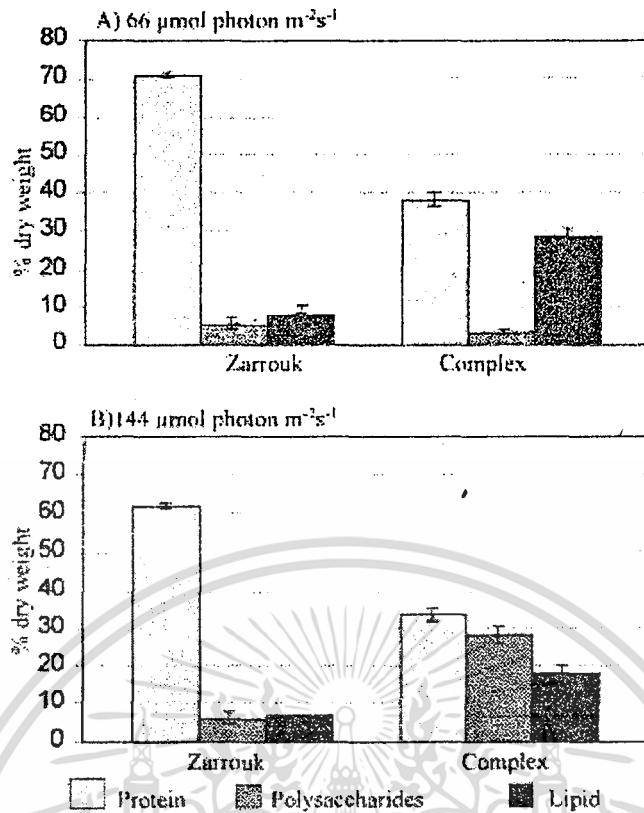 A) 66 µmol photon m⁻²s⁻¹
80
70
60
50
40
30
20
10
0
% dry weight
Zarrouk Complex
B)144 µmol photon m⁻²s⁻¹
80
70
60
50
40
30
20
10
0
% dry weight
Zarrouk Complex
Protein Polysaccharides Lipid